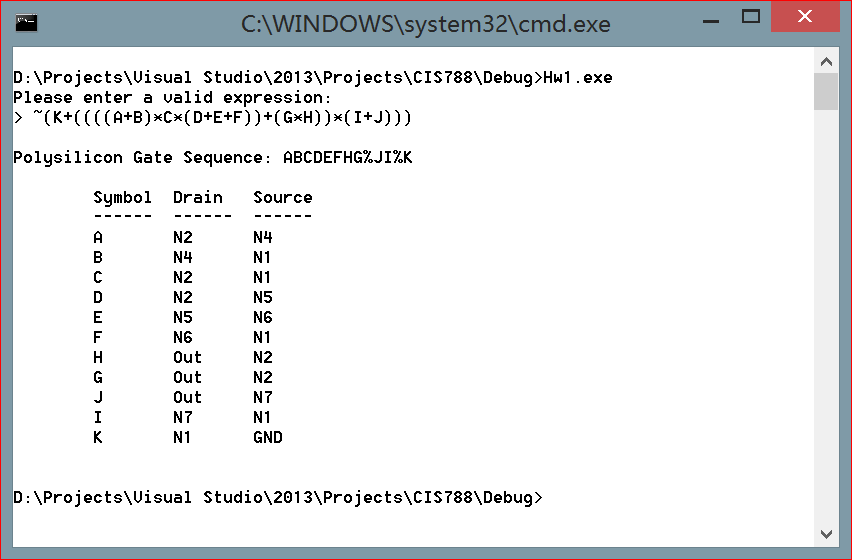 C:\WINDOWS\system32\cmd.exe
D:\Projects\Visual Studio\2013\Projects\CIS788\Debug>Hw1.exe
Please enter a valid expression:
> ~(K+((((A+B)*C*(D+E+F))+(G*H))*(I+J)))
Polysilicon Gate Sequence: ABCDEFHG%JI%K
Symbol Drain Source
------ ------ ------
A N2 N4
B N4 N1
C N2 N1
D N2 N5
E N5 N6
F N6 N1
H Out N2
G Out N2
J Out N7
I N7 N1
K N1 GND
D:\Projects\Visual Studio\2013\Projects\CIS788\Debug>